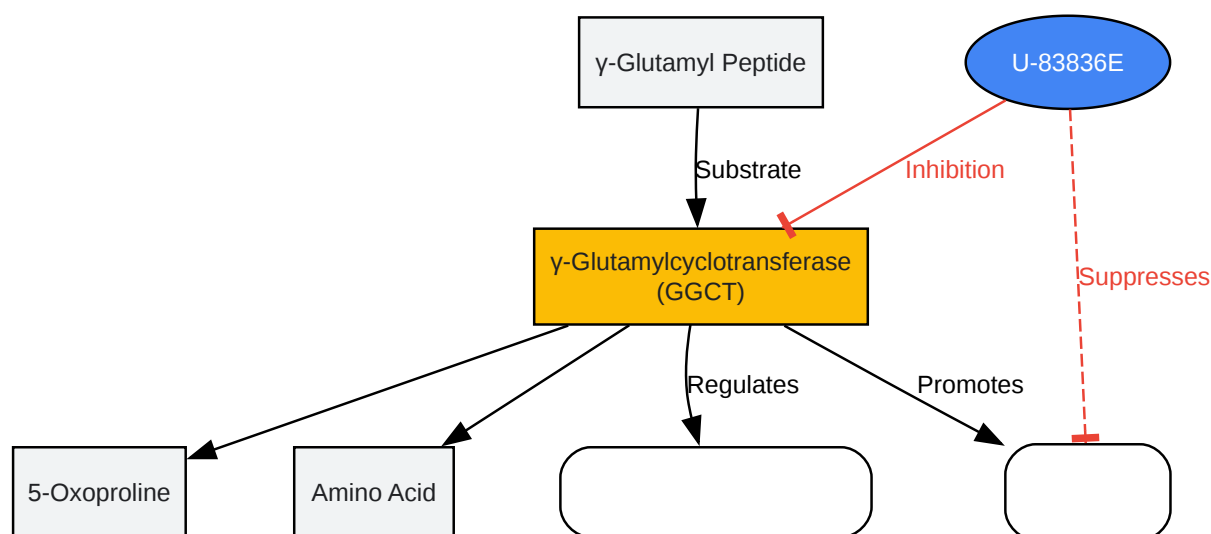 γ-Glutamyl Peptide
U-83836E
Substrate
Inhibition
γ-Glutamylcyclotransferase
(GGCT)
Suppresses
Regulates
Promotes
5-Oxoproline
Amino Acid